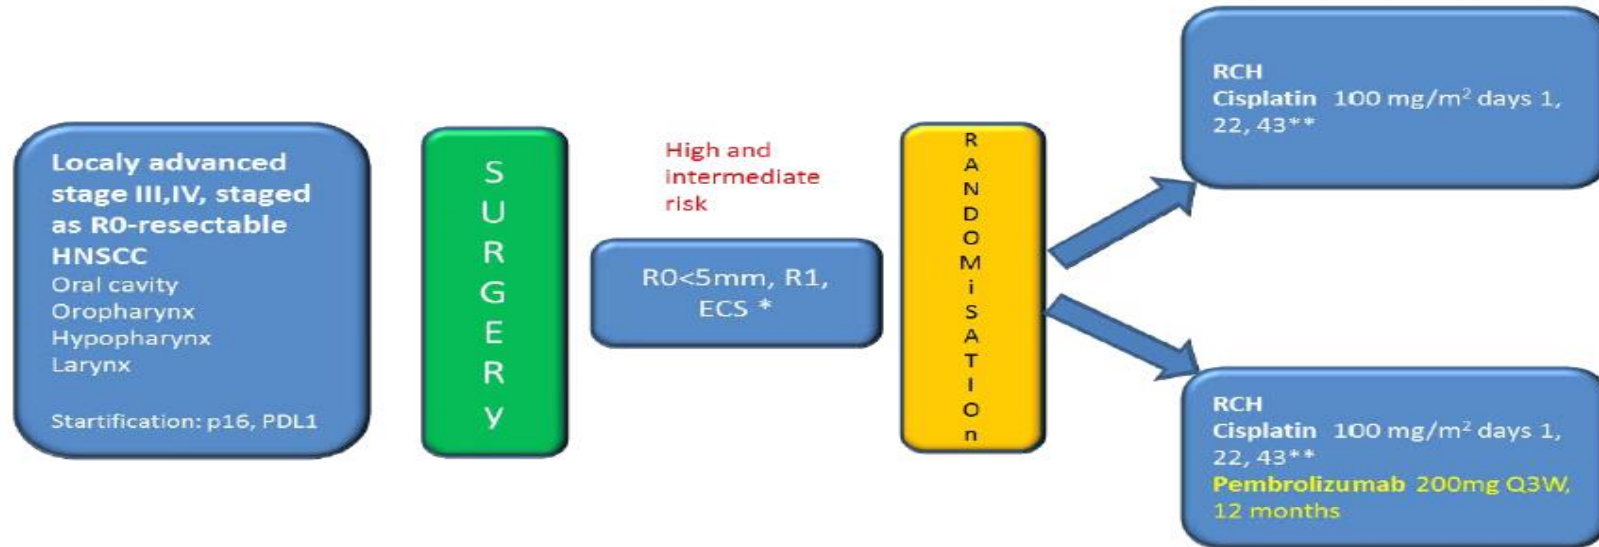 Localy advanced
stage III,IV, staged
as R0-resectable
HNSCC
Oral cavity
Oropharynx
Hypopharynx
Larynx
Startification: p16, PDL1
S
U
R
G
E
R
y
High and
intermediate
risk
R0<5mm, R1,
ECS *
R
A
N
D
O
M
i
S
A
T
I
O
n
RCH
Cisplatin 100 mg/m² days 1,
22, 43**
RCH
Cisplatin 100 mg/m² days 1,
22, 43**
Pembrolizumab 200mg Q3W,
12 months